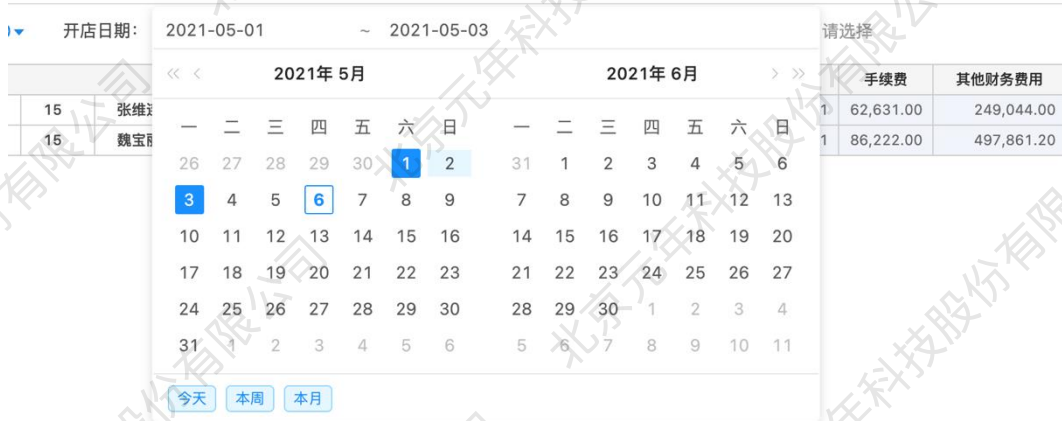 开店日期: 2021-05-01 ~ 2021-05-03 请选择
« < 2021年 5月 2021年 6月 > »
手续费 其他财务费用
15 62,631.00 249,044.00
15 86,222.00 497,861.20
一 二 三 四 五 六 日 一 二 三 四 五 六 日
26 27 28 29 30 1 2 31 1 2 3 4 5 6
3 4 5 6 7 8 9 7 8 9 10 11 12 13
10 11 12 13 14 15 16 14 15 16 17 18 19 20
17 18 19 20 21 22 23 21 22 23 24 25 26 27
24 25 26 27 28 29 30 28 29 30 1 2 3 4
31 1 2 3 4 5 6 5 6 7 8 9 10 11
今天 本周 本月
北京元年科技股份有限公司